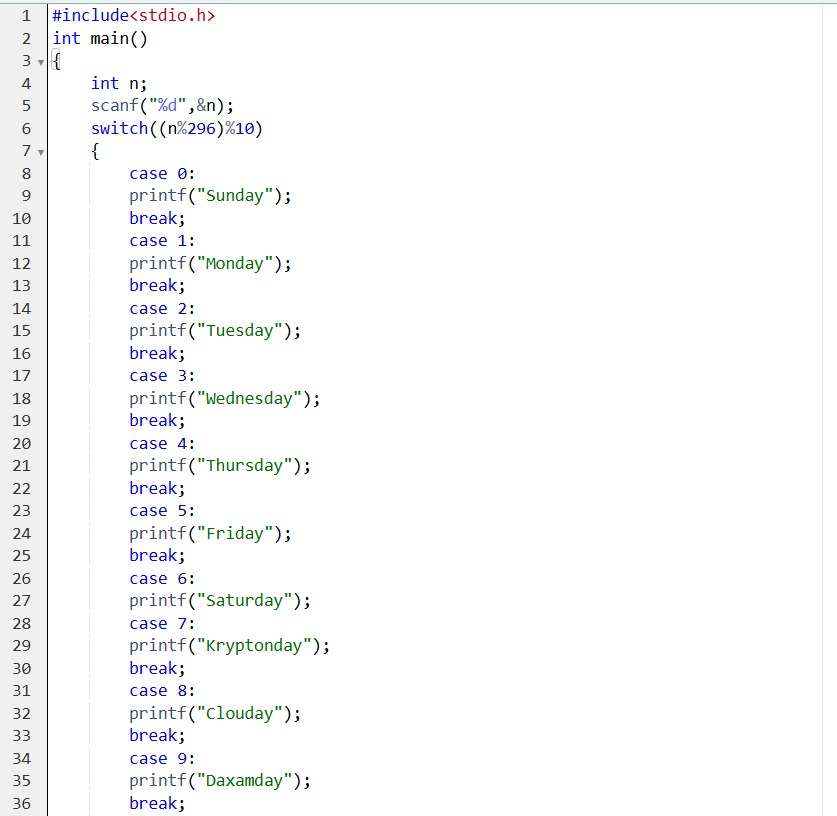 1 #include<stdio.h>
2 int main()
3 {
4 int n;
5 scanf("%d",&n);
6 switch((n%296)%10)
7 {
8 case 0:
9 printf("Sunday");
10 break;
11 case 1:
12 printf("Monday");
13 break;
14 case 2:
15 printf("Tuesday");
16 break;
17 case 3:
18 printf("Wednesday");
19 break;
20 case 4:
21 printf("Thursday");
22 break;
23 case 5:
24 printf("Friday");
25 break;
26 case 6:
27 printf("Saturday");
28 case 7:
29 printf("Kryptonday");
30 break;
31 case 8:
32 printf("Clouday");
33 break;
34 case 9:
35 printf("Daxamday");
36 break;